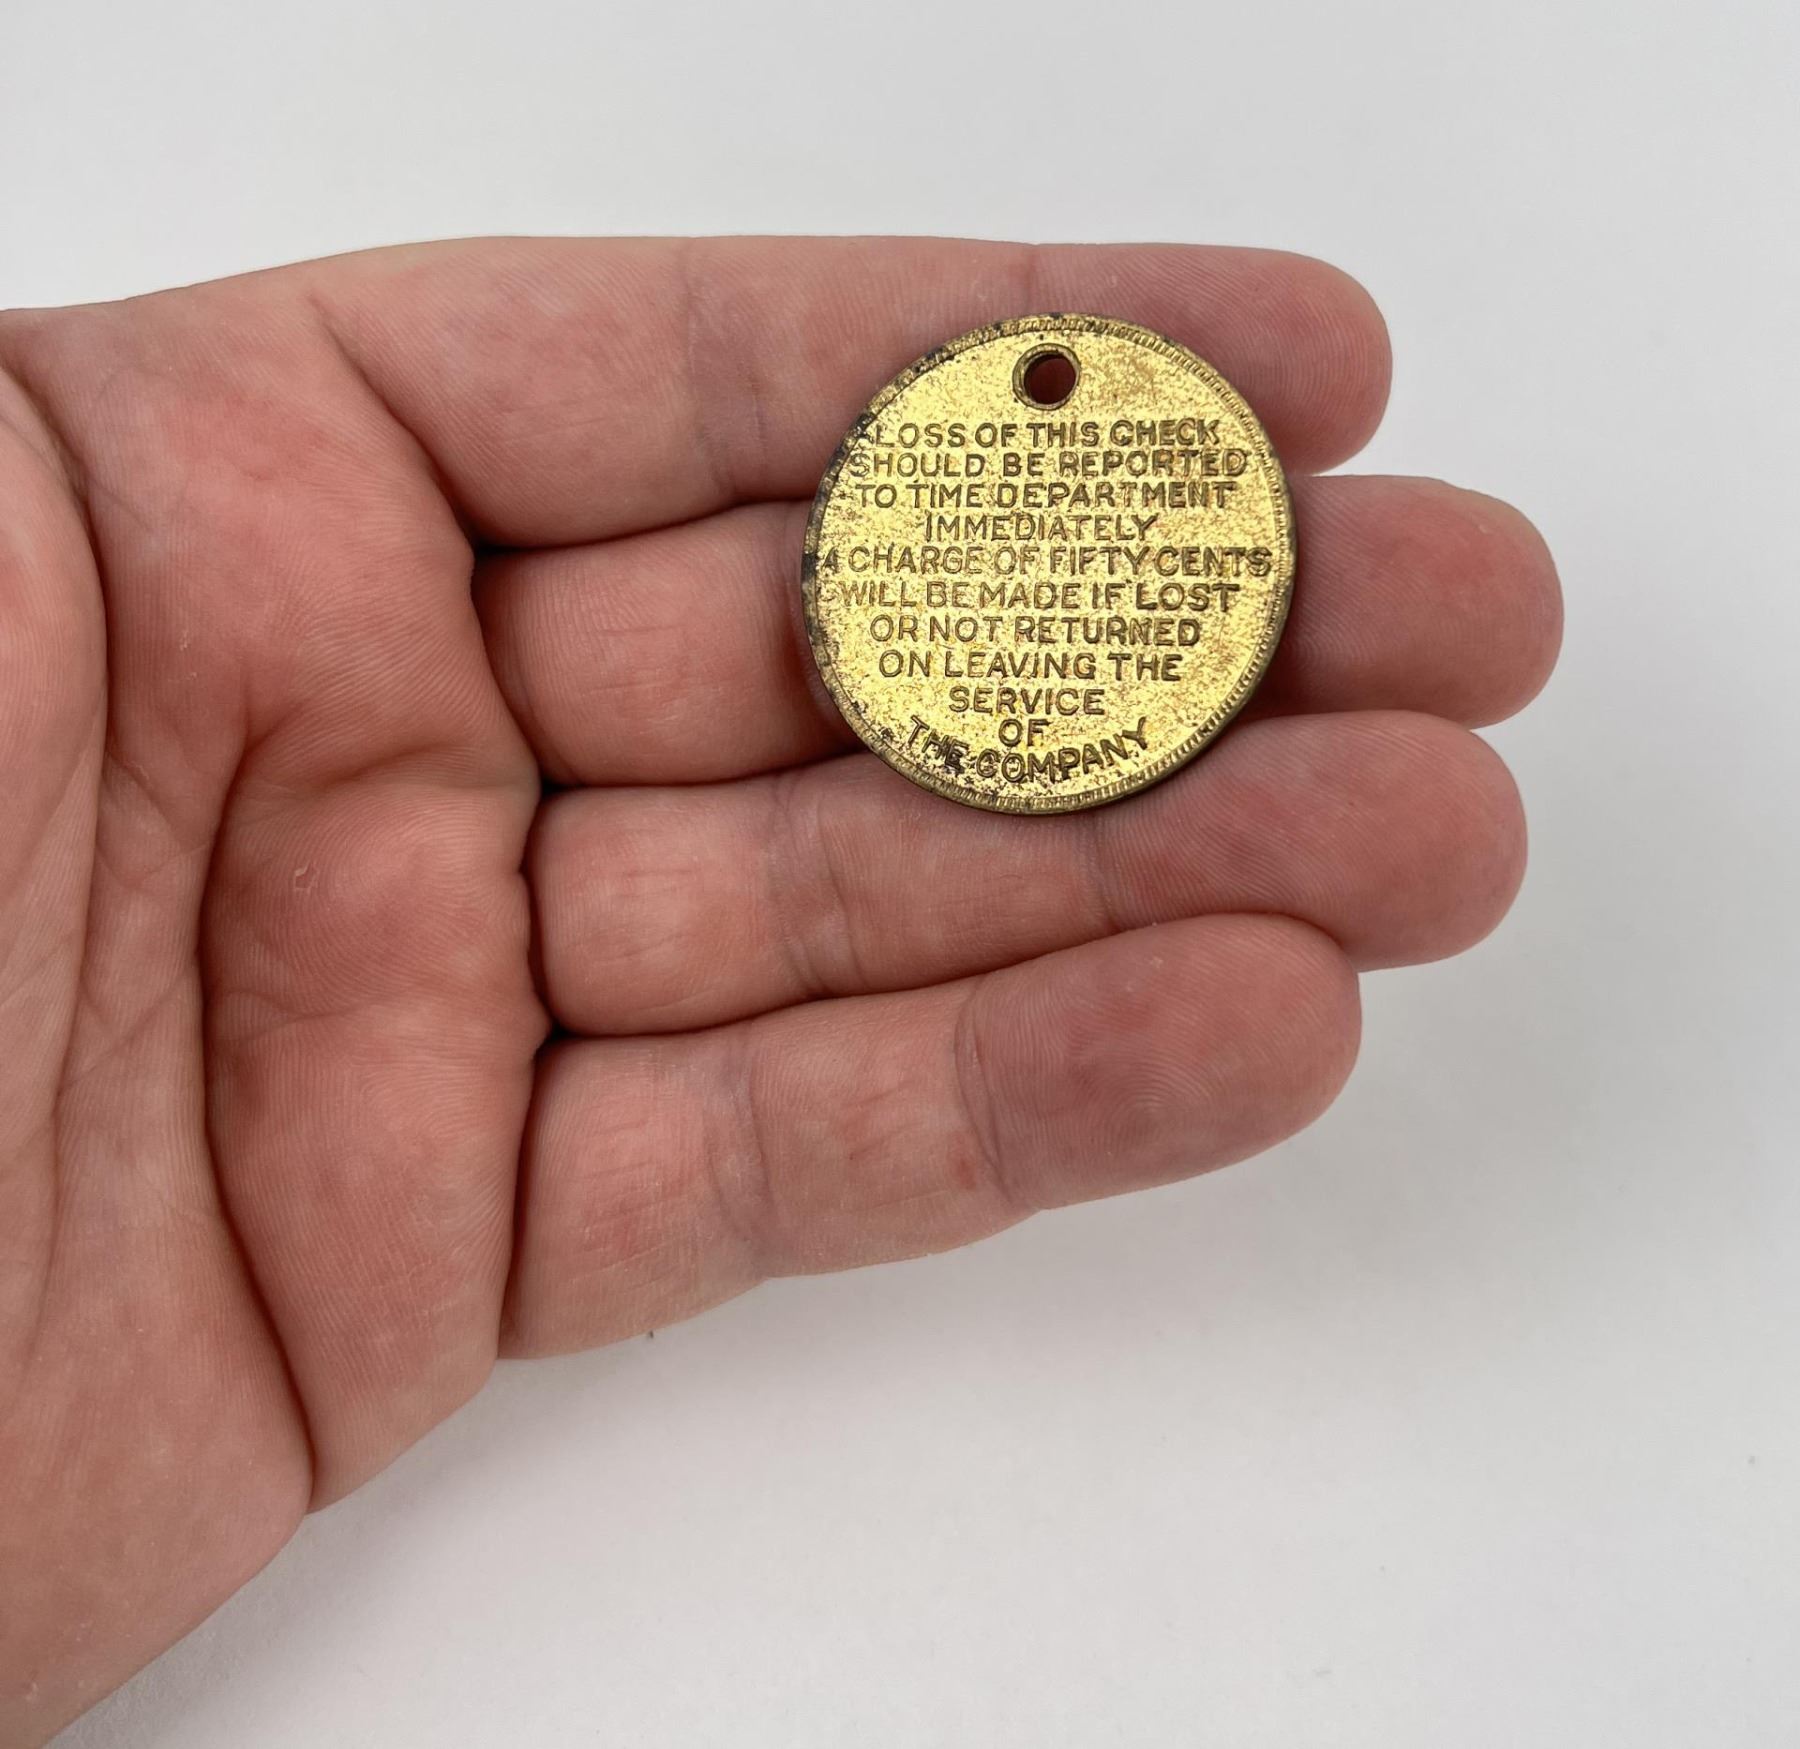 LOSS OF THIS CHECK
SHOULD BE REPORTED
TO TIME DEPARTMENT
IMMEDIATELY
A CHARGE OF FIFTY CENTS
WILL BE MADE IF LOST
OR NOT RETURNED
ON LEAVING THE
SERVICE
OF
THE COMPANY